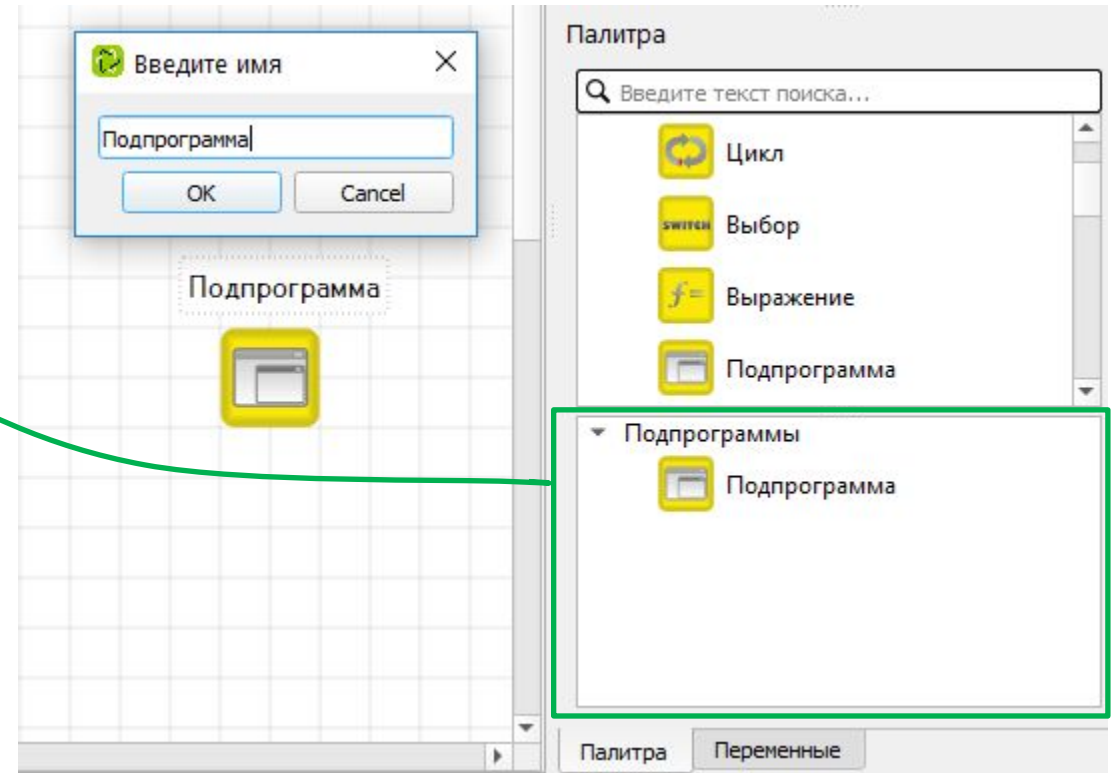 Введите имя
Подпрограмма
OK
Cancel
Подпрограмма
Палитра
Введите текст поиска...
Цикл
SWITCH
Выбор
f=
Выражение
Подпрограмма
Подпрограммы
Подпрограмма
Палитра
Переменные